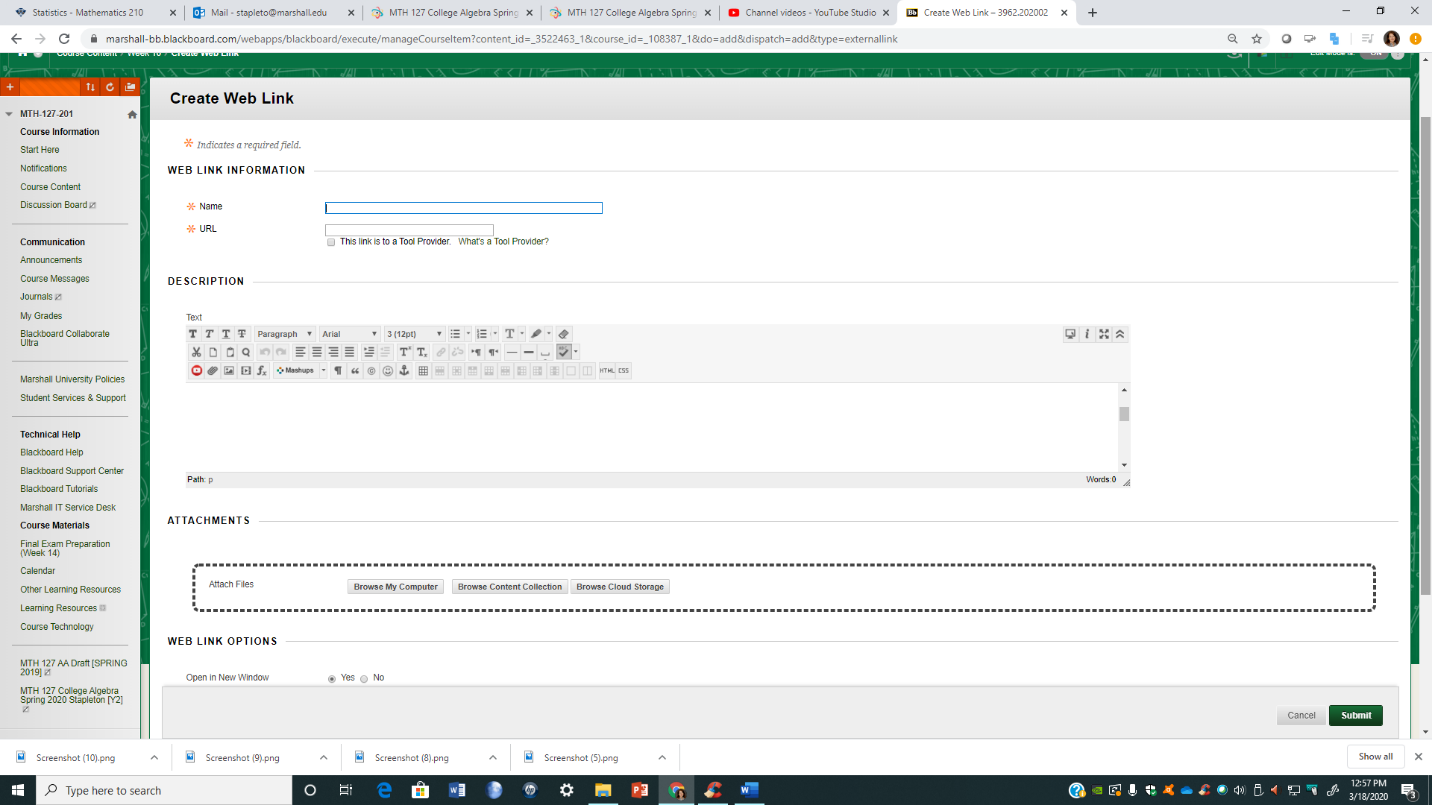 Statistics - Mathematics 210
Mail - stapleto@marshall.edu
MTH 127 College Algebra Spring
MTH 127 College Algebra Spring
Channel videos - YouTube Studio
Create Web Link – 3962.202002
marshall-bb.blackboard.com/webapps/blackboard/execute/manageCourseItem?content_id=_3522463_1&course_id=_108387_1&do=add&dispatch=add&type=externallink
Create Web Link
Indicates a required field.
WEB LINK INFORMATION
Name
URL
This link is to a Tool Provider. What's a Tool Provider?
DESCRIPTION
Text
Paragraph
Arial
3 (12pt)
Mashups
HTML CSS
Path: p
Words:0
ATTACHMENTS
Attach Files
Browse My Computer
Browse Content Collection
Browse Cloud Storage
WEB LINK OPTIONS
Open in New Window
Yes
No
Cancel
Submit
MTH-127-201
Course Information
Start Here
Notifications
Course Content
Discussion Board
Communication
Announcements
Course Messages
Journals
My Grades
Blackboard Collaborate
Ultra
Marshall University Policies
Student Services & Support
Technical Help
Blackboard Help
Blackboard Support Center
Blackboard Tutorials
Marshall IT Service Desk
Course Materials
Final Exam Preparation
(Week 14)
Calendar
Other Learning Resources
Learning Resources
Course Technology
MTH 127 AA Draft [SPRING
2019]
MTH 127 College Algebra
Spring 2020 Stapleton [Y2]
Screenshot (10).png
Screenshot (9).png
Screenshot (8).png
Screenshot (5).png
Show all
Type here to search
12:57 PM
3/18/2020